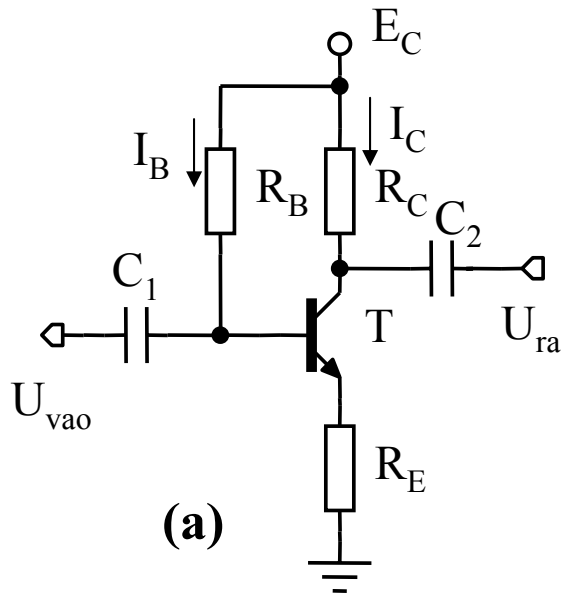 E_C
I_B
R_B
I_C
R_C
C_1
C_2
T
U_vao
U_ra
R_E
(a)